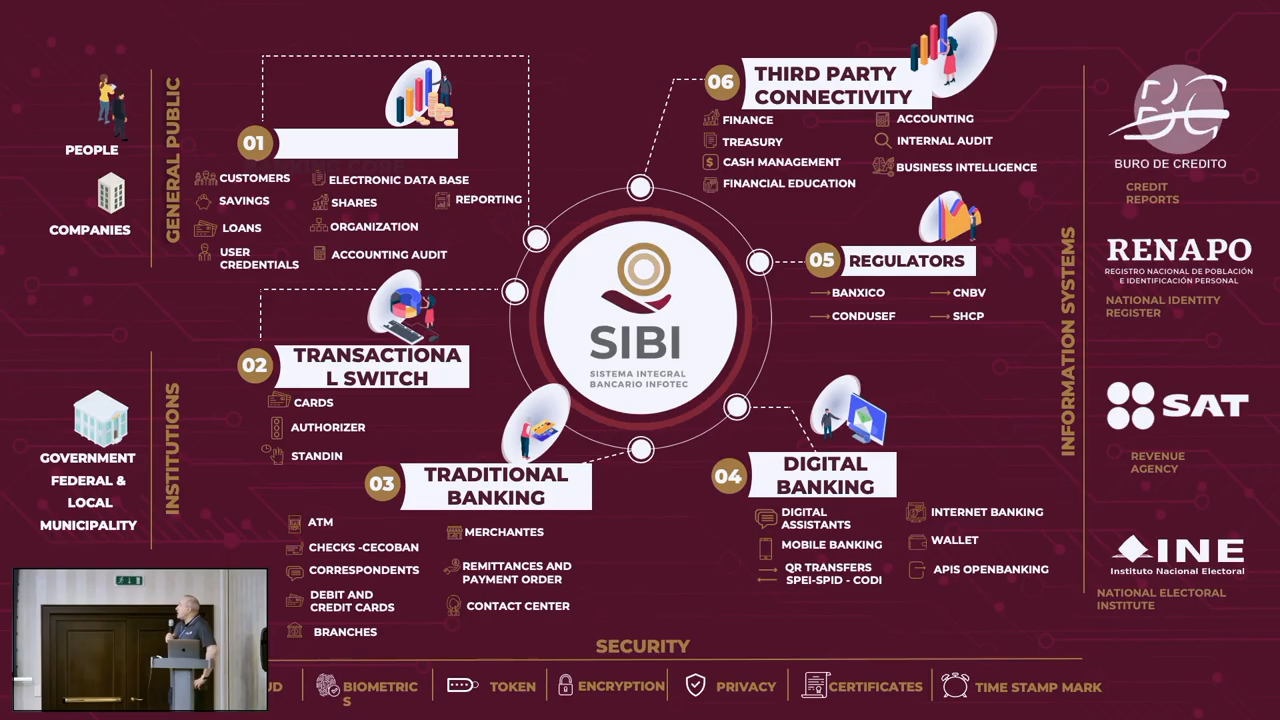 PEOPLE
COMPANIES
GENERAL PUBLIC
01
CUSTOMERS
SAVINGS
LOANS
USER
CREDENTIALS
ELECTRONIC DATA BASE
SHARES
ORGANIZATION
ACCOUNTING AUDIT
REPORTING
02
TRANSACTIONA
L SWITCH
CARDS
AUTHORIZER
STANDIN
GOVERNMENT
FEDERAL &
LOCAL
MUNICIPALITY
INSTITUTIONS
03
TRADITIONAL
BANKING
ATM
CHECKS -CECOBAN
CORRESPONDENTS
DEBIT AND
CREDIT CARDS
BRANCHES
MERCHANTES
REMITTANCES AND
PAYMENT ORDER
CONTACT CENTER
SIBI
SISTEMA INTEGRAL
BANCARIO INFOTEC
06
THIRD PARTY
CONNECTIVITY
FINANCE
TREASURY
CASH MANAGEMENT
FINANCIAL EDUCATION
ACCOUNTING
INTERNAL AUDIT
BUSINESS INTELLIGENCE
05
REGULATORS
BANXICO
CONDUSEF
CNBV
SHCP
04
DIGITAL
BANKING
DIGITAL
ASSISTANTS
MOBILE BANKING
QR TRANSFERS
SPEI-SPID - CODI
INTERNET BANKING
WALLET
APIS OPENBANKING
INFORMATION SYSTEMS
BURO DE CREDITO
CREDIT
REPORTS
RENAPO
REGISTRO NACIONAL DE POBLACIÓN
E IDENTIFICACIÓN PERSONAL
NATIONAL IDENTITY
REGISTER
SAT
REVENUE
AGENCY
INE
Instituto Nacional Electoral
NATIONAL ELECTORAL
INSTITUTE
SECURITY
BIOMETRIC
S
TOKEN
ENCRYPTION
PRIVACY
CERTIFICATES
TIME STAMP MARK